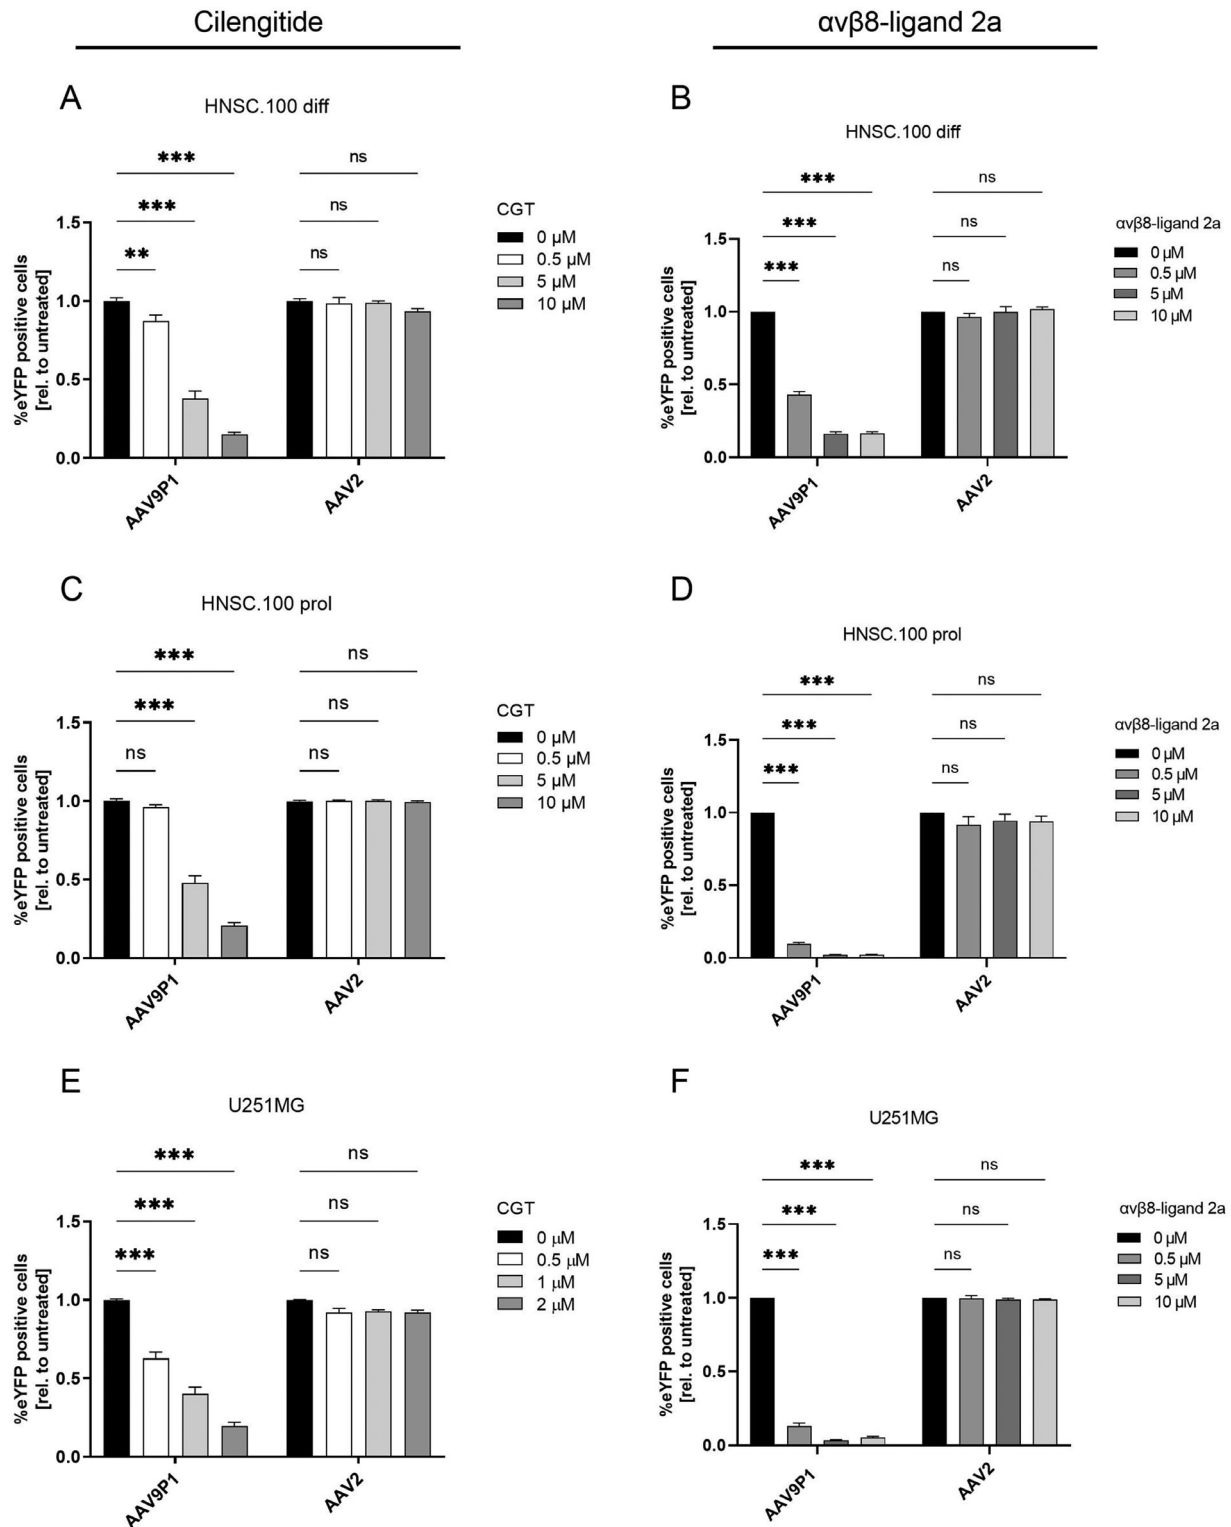 Cilengitide
αvβ8-ligand 2a
A
HNSC.100 diff
***
ns
***
ns
**
ns
CGT
0 µM
0.5 µM
5 µM
10 µM
%eYFP positive cells
[rel. to untreated]
1.5
1.0
0.5
0.0
AAV9P1
AAV2
B
HNSC.100 diff
***
ns
***
ns
***
ns
αvβ8-ligand 2a
0 µM
0.5 µM
5 µM
10 µM
%eYFP positive cells
[rel. to untreated]
1.5
1.0
0.5
0.0
AAV9P1
AAV2
C
HNSC.100 prol
***
ns
***
ns
ns
ns
CGT
0 µM
0.5 µM
5 µM
10 µM
%eYFP positive cells
[rel. to untreated]
1.5
1.0
0.5
0.0
AAV9P1
AAV2
D
HNSC.100 prol
***
ns
***
ns
***
ns
αvβ8-ligand 2a
0 µM
0.5 µM
5 µM
10 µM
%eYFP positive cells
[rel. to untreated]
1.5
1.0
0.5
0.0
AAV9P1
AAV2
E
U251MG
***
ns
***
ns
***
ns
CGT
0 µM
0.5 µM
1 µM
2 µM
%eYFP positive cells
[rel. to untreated]
1.5
1.0
0.5
0.0
AAV9P1
AAV2
F
U251MG
***
ns
***
ns
***
ns
αvβ8-ligand 2a
0 µM
0.5 µM
5 µM
10 µM
%eYFP positive cells
[rel. to untreated]
1.5
1.0
0.5
0.0
AAV9P1
AAV2